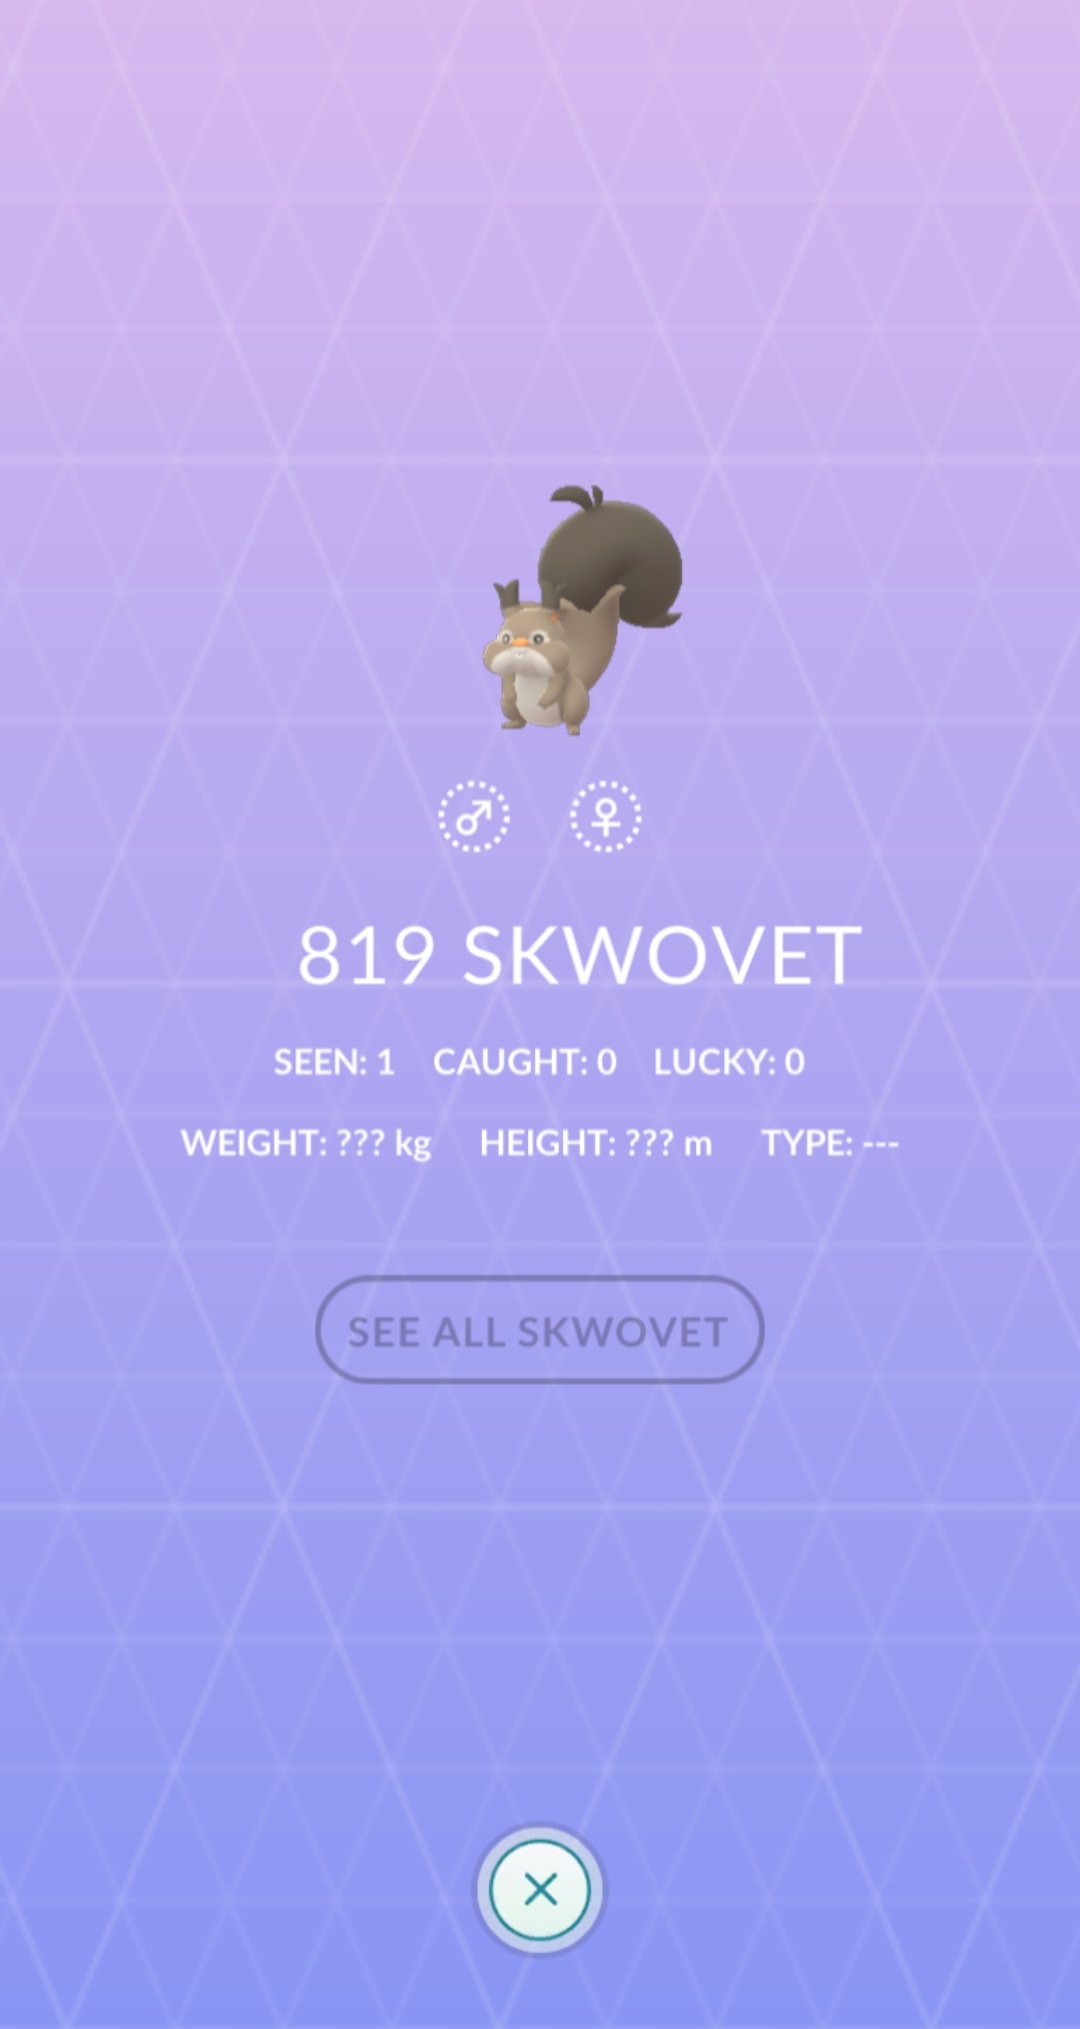 819 SKWOVET
SEEN: 1 CAUGHT: 0 LUCKY: 0
WEIGHT: ??? kg HEIGHT: ??? m TYPE: ---
SEE ALL SKWOVET